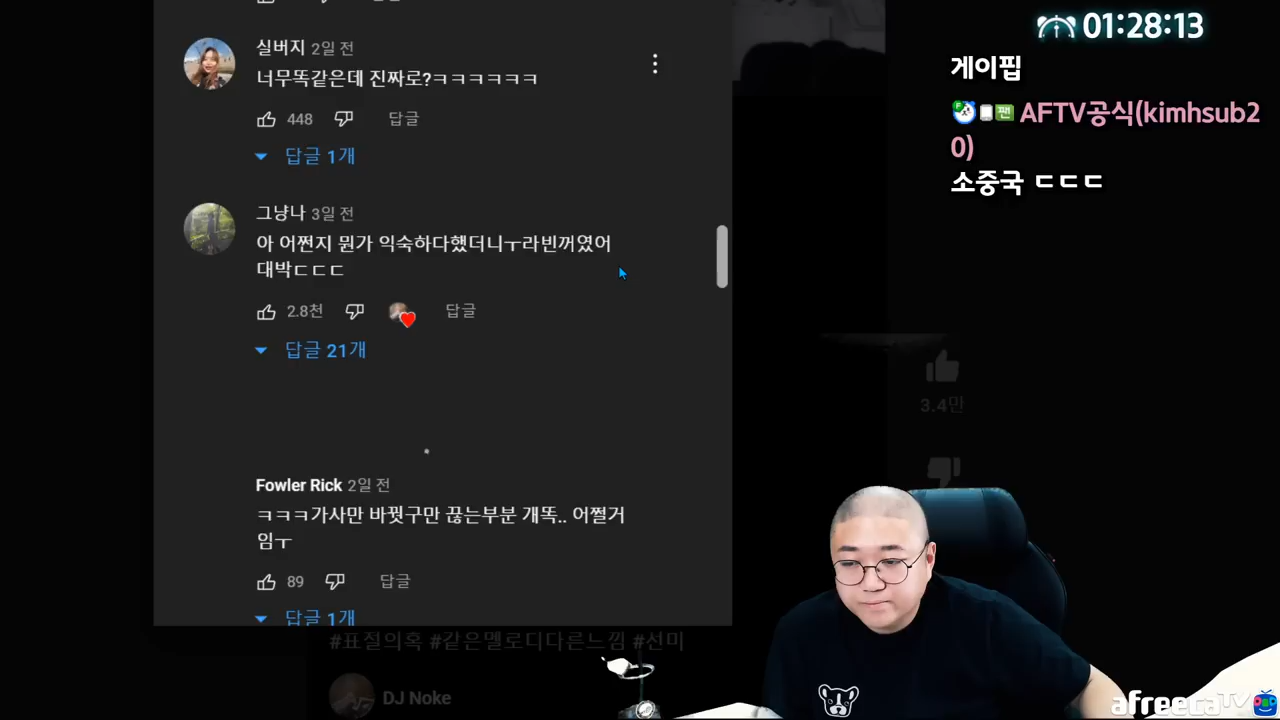 01:28:13
게이핍
AFTV공식(kimhsub2
0)
소중국 ㄷㄷㄷ
실버지 2일 전
너무똑같은데 진짜로?ㅋㅋㅋㅋㅋㅋ
448 답글
답글 1개
그냥나 3일 전
아 어쩐지 뭔가 익숙하다했더니ㅜ라빈꺼였어
대박ㄷㄷㄷ
2.8천 답글
답글 21개
3.4만
Fowler Rick 2일 전
ㅋㅋㅋ가사만 바꿧구만 끊는부분 개똑.. 어쩔거
임ㅜ
89 답글
답글 1개
#표절의혹 #같은멜로디다른느낌 #선미
DJ Noke
afreecaTV